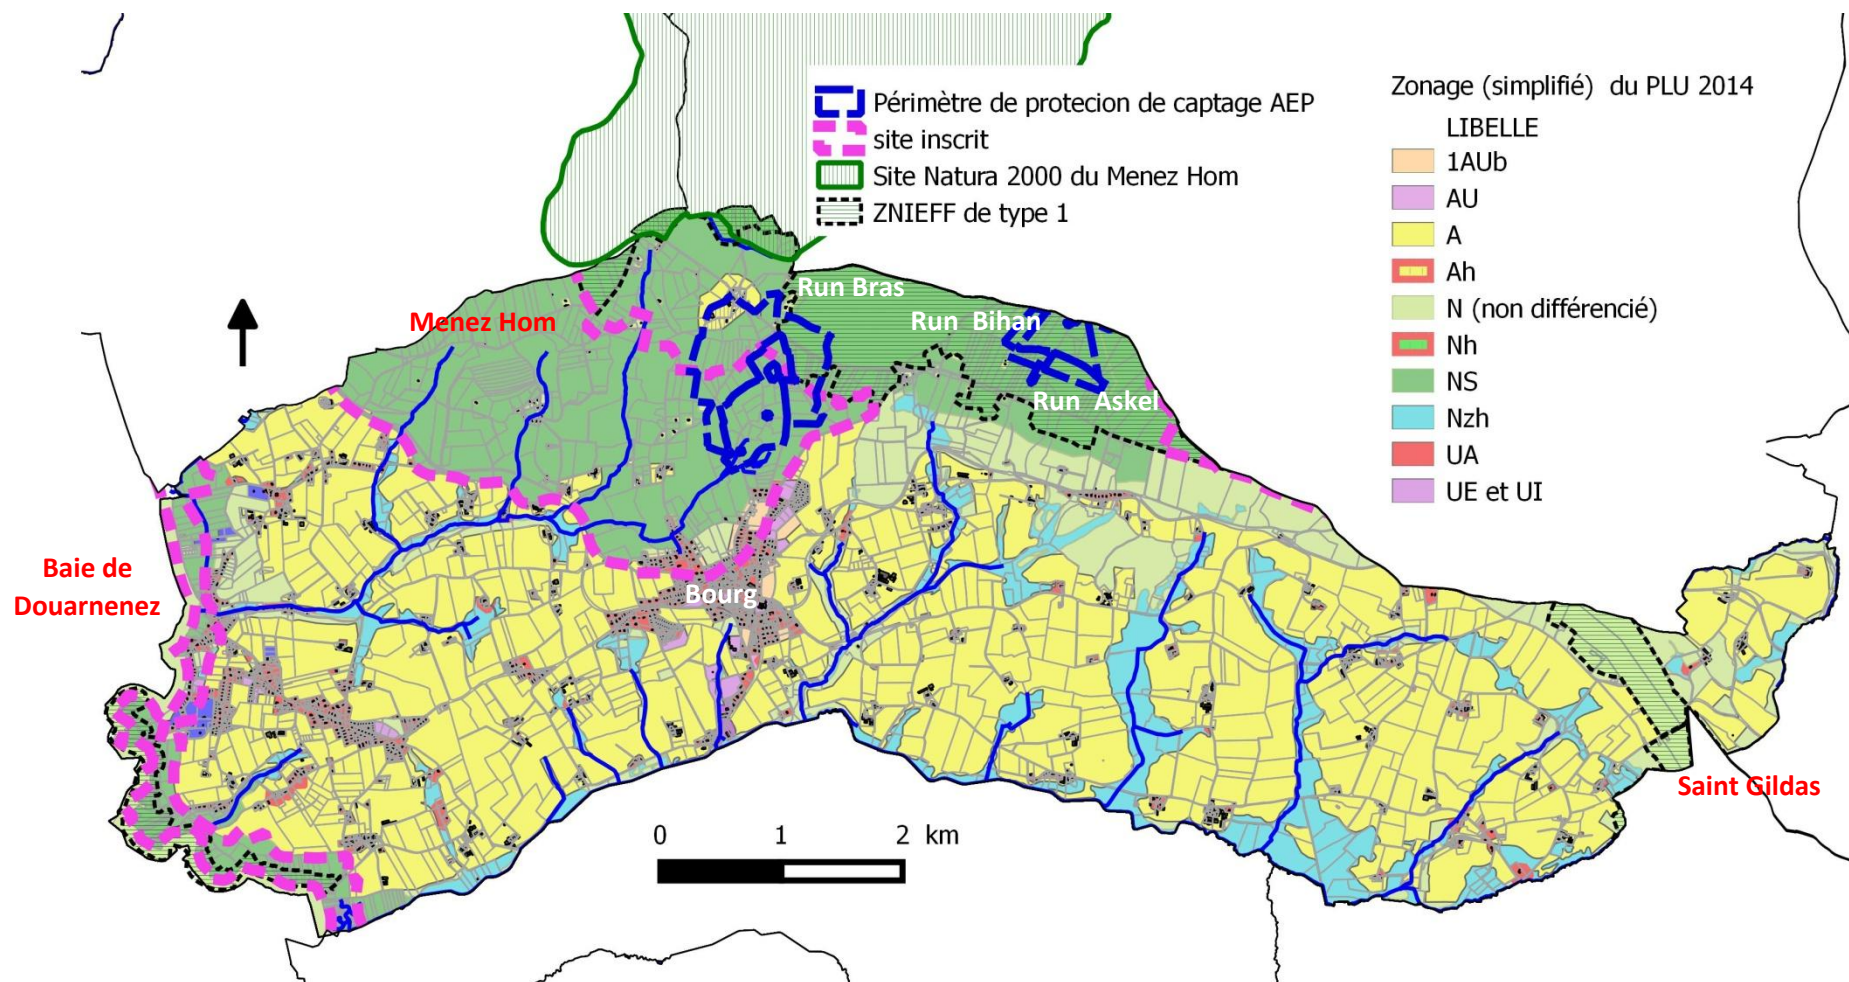 Périmètre de protecion de captage AEP
site inscrit
Site Natura 2000 du Menez Hom
ZNIEFF de type 1
Zonage (simplifié) du PLU 2014
LIBELLE
1AUb
AU
A
Ah
N (non différencié)
Nh
NS
Nzh
UA
UE et UI
Run Bras
Menez Hom
Run Bihan
Run Askel
Baie de
Douarnenez
Bourg
Saint Gildas
0 1 2 km